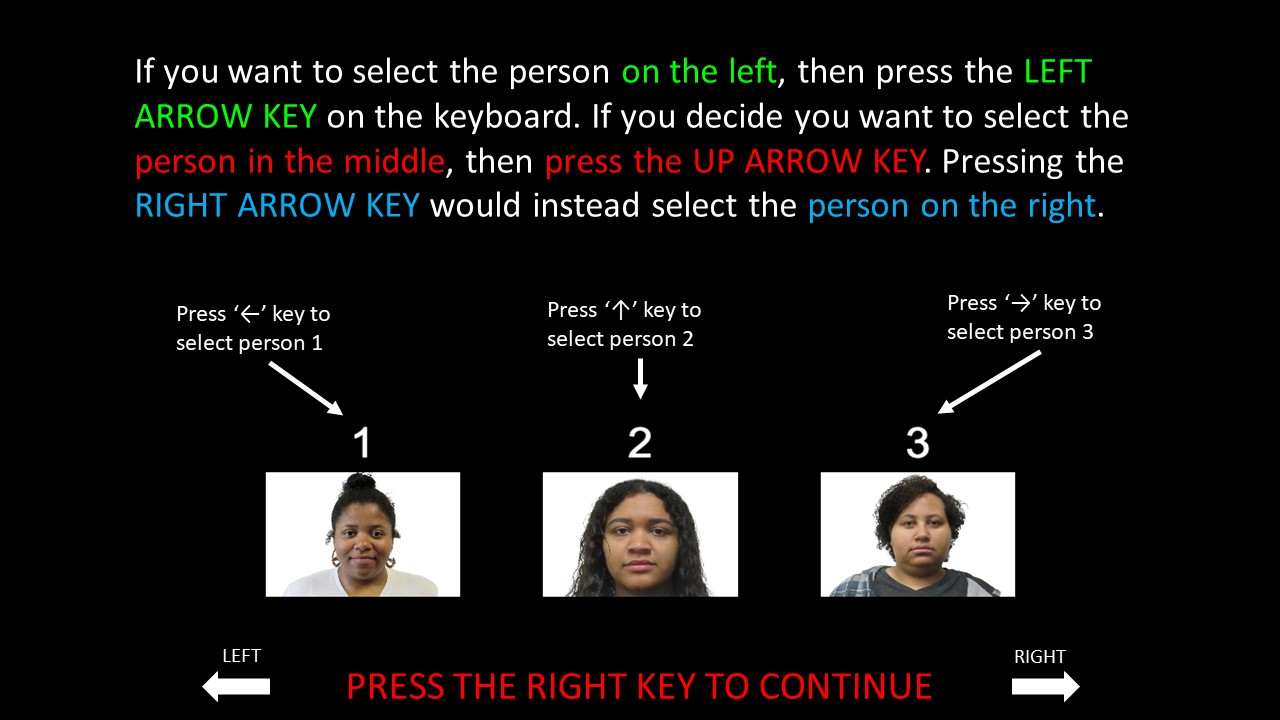 If you want to select the person on the left, then press the LEFT
ARROW KEY on the keyboard. If you decide you want to select the
person in the middle, then press the UP ARROW KEY. Pressing the
RIGHT ARROW KEY would instead select the person on the right.
Press ‘←’ key to
select person 1
Press ‘↑’ key to
select person 2
Press ‘→’ key to
select person 3
1
2
3
LEFT
PRESS THE RIGHT KEY TO CONTINUE
RIGHT